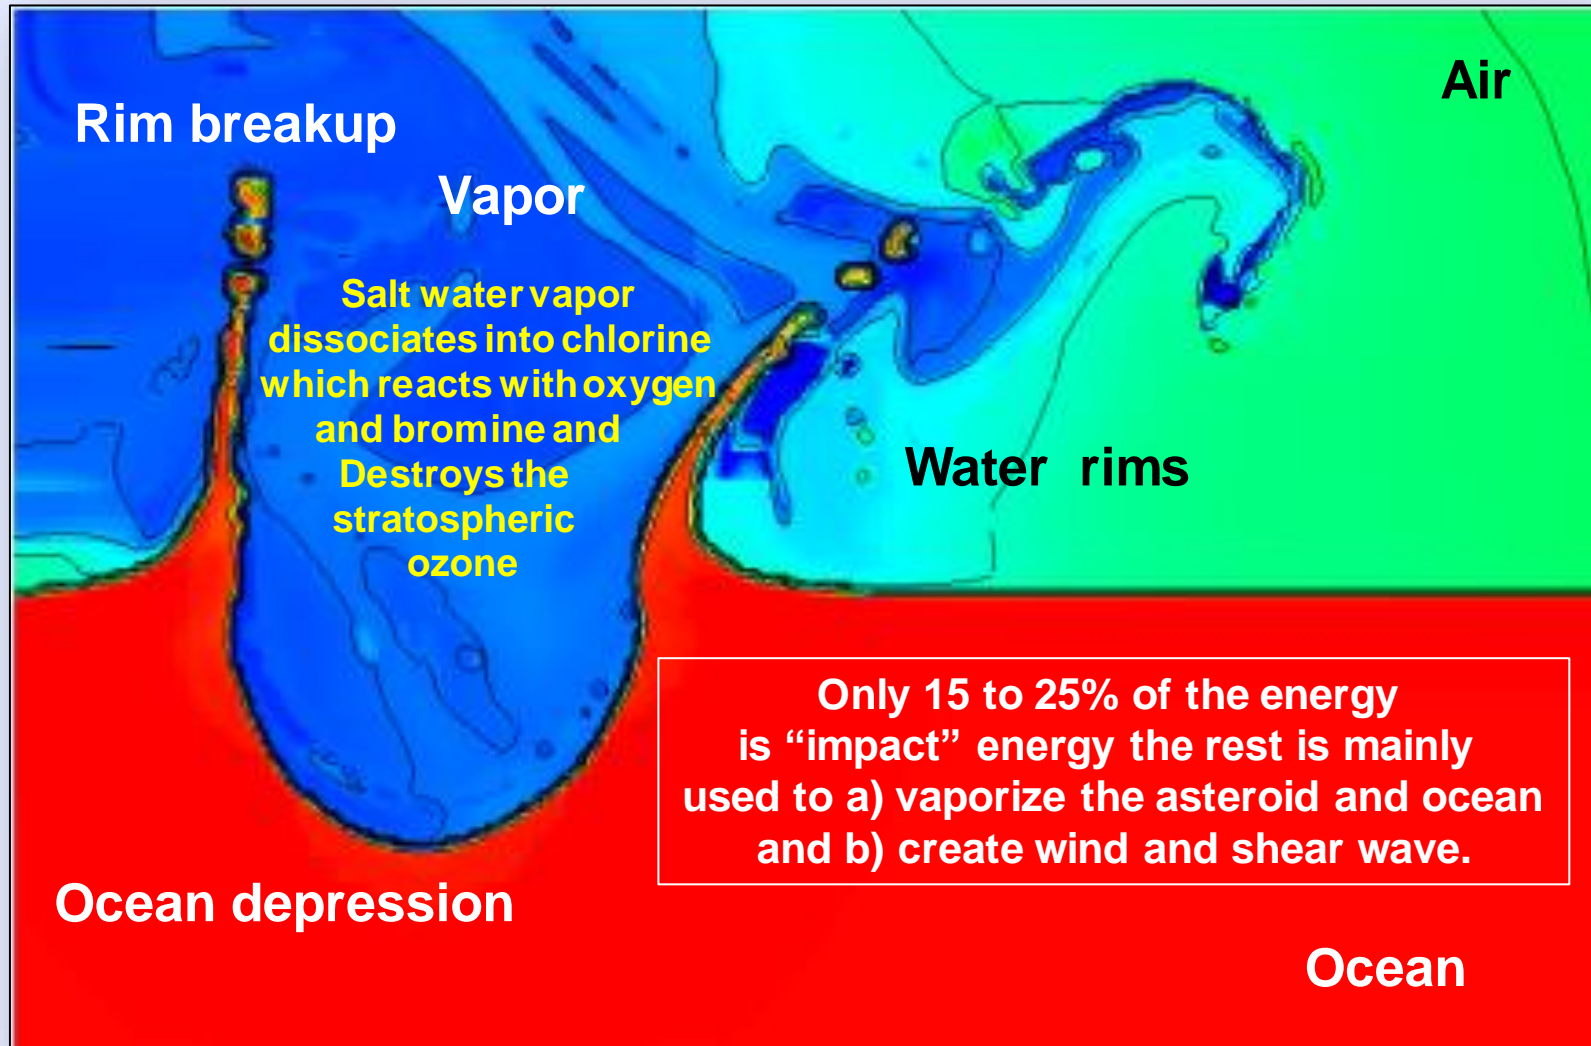 Air
Rim breakup
Vapor
Salt water vapor
dissociates into chlorine
which reacts with oxygen
and bromine and
Destroys the
stratospheric
ozone
Water rims
Only 15 to 25% of the energy
is “impact” energy the rest is mainly
used to a) vaporize the asteroid and ocean
and b) create wind and shear wave.
Ocean depression
Ocean